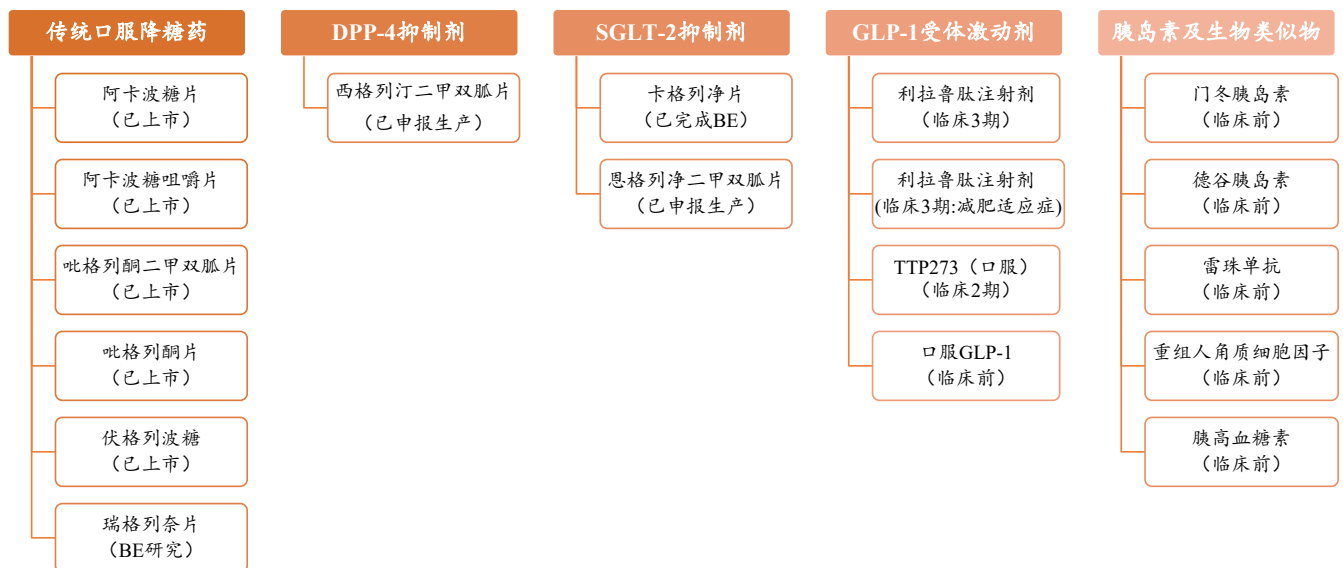 传统口服降糖药
阿卡波糖片
（已上市）
阿卡波糖咀嚼片
（已上市）
吡格列酮二甲双胍片
（已上市）
吡格列酮片
（已上市）
伏格列波糖
（已上市）
瑞格列奈片
（BE研究）
DPP-4抑制剂
西格列汀二甲双胍片
（已申报生产）
SGLT-2抑制剂
卡格列净片
（已完成BE）
恩格列净二甲双胍片
（已申报生产）
GLP-1受体激动剂
利拉鲁肽注射剂
（临床3期）
利拉鲁肽注射剂
(临床3期:减肥适应症)
TTP273（口服）
（临床2期）
口服GLP-1
（临床前）
胰岛素及生物类似物
门冬胰岛素
（临床前）
德谷胰岛素
（临床前）
雷珠单抗
（临床前）
重组人角质细胞因子
（临床前）
胰高血糖素
（临床前）